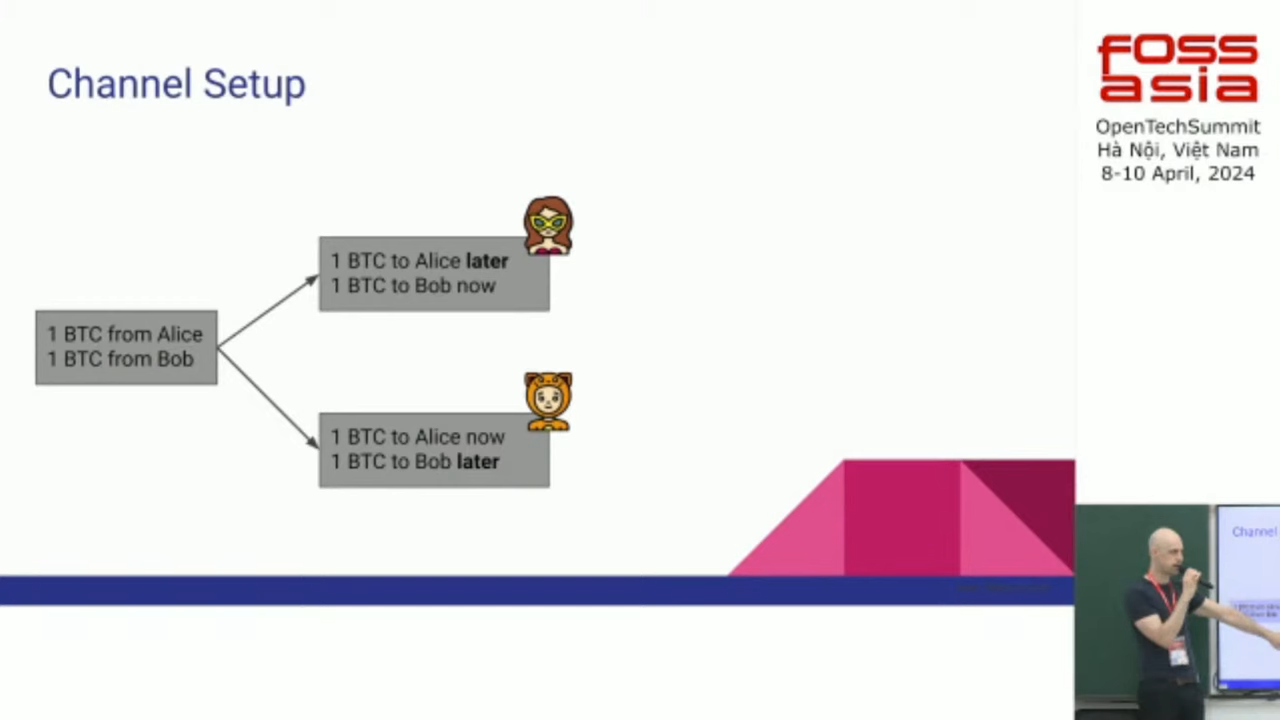 Channel Setup
1 BTC from Alice
1 BTC from Bob
1 BTC to Alice later
1 BTC to Bob now
1 BTC to Alice now
1 BTC to Bob later
FOSS
asia
OpenTechSummit
Hà Nội, Việt Nam
8-10 April, 2024
Channel